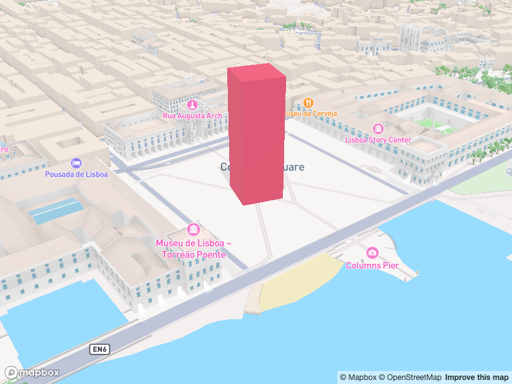 Rua Augusta Arch
Lisboa Story Center
Pousada de Lisboa
Museu de Lisboa –
Torreão Poente
Columns Pier
EN6
mapbox
© Mapbox © OpenStreetMap Improve this map